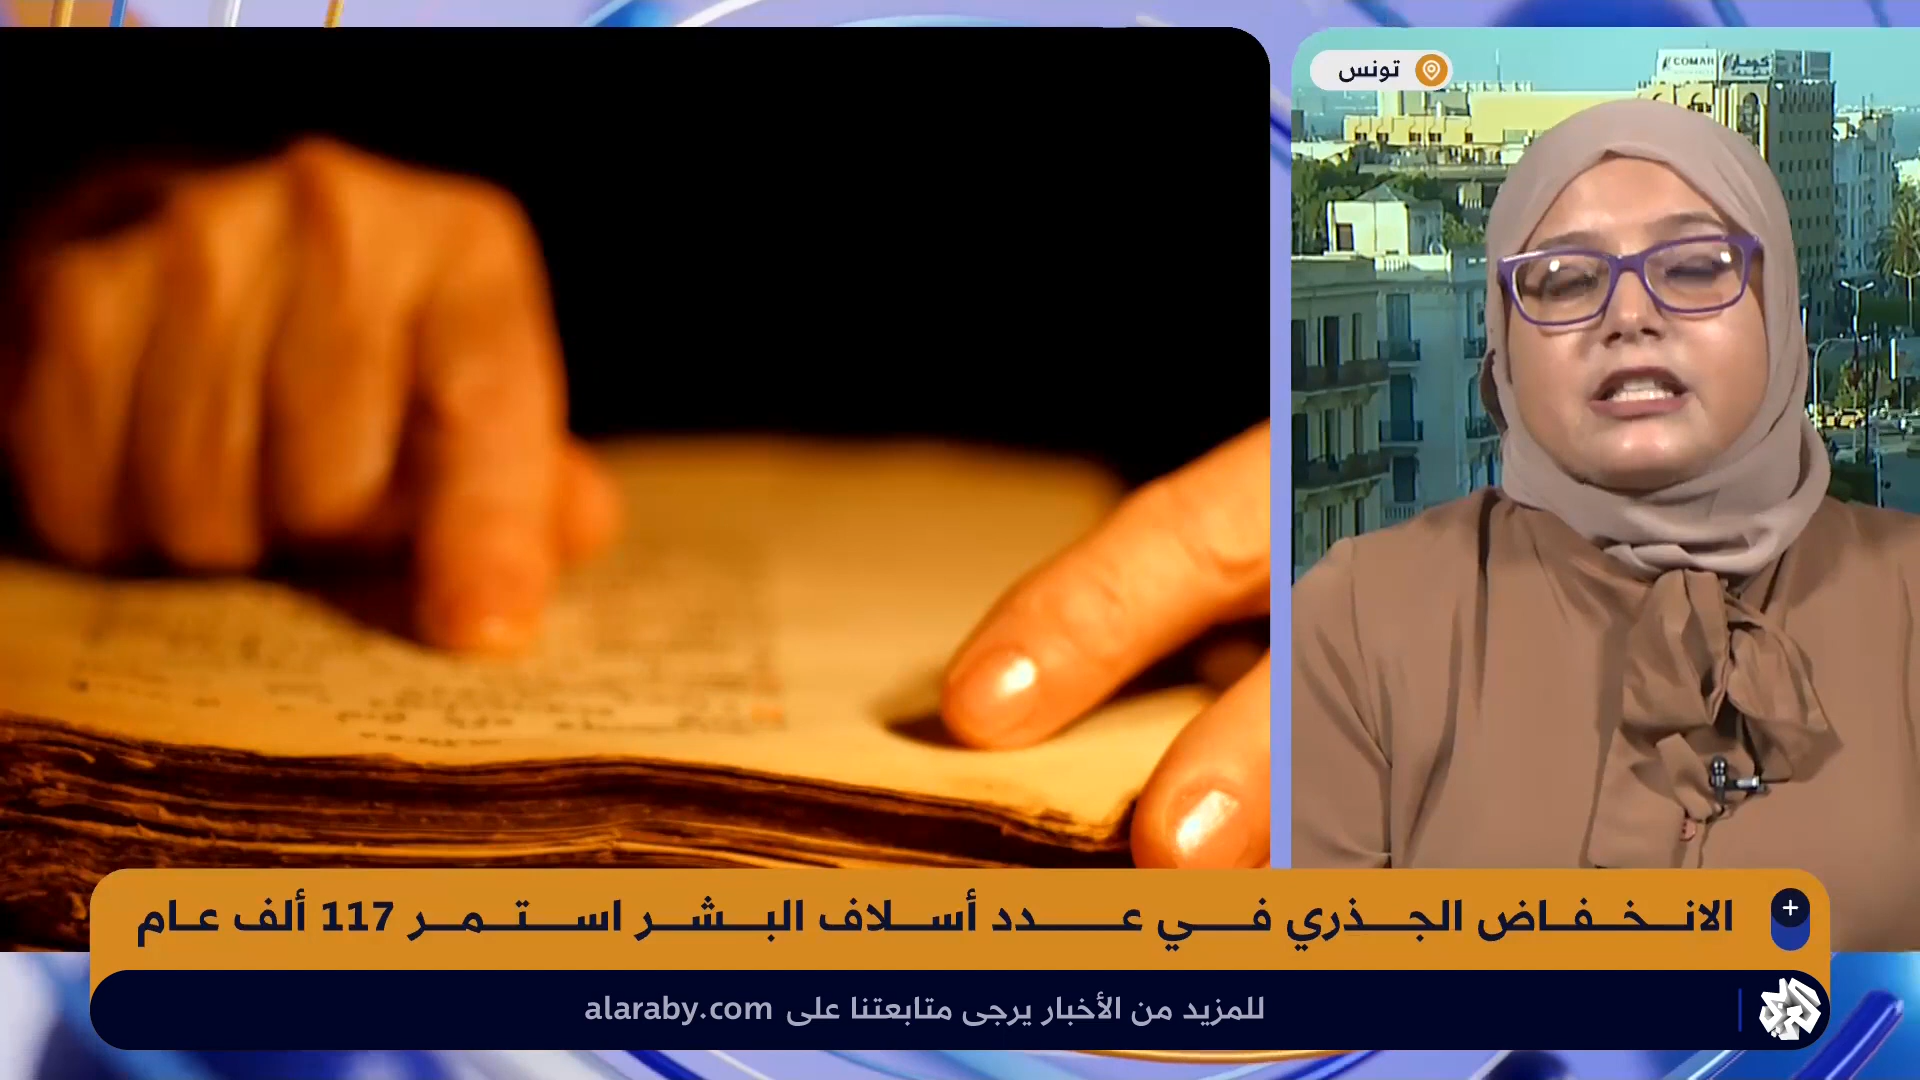 تونس
COMAR كومار
الانخفاض الجذري في عدد أسلاف البشر استمر 117 ألف عام
للمزيد من الأخبار يرجى متابعتنا على alaraby.com